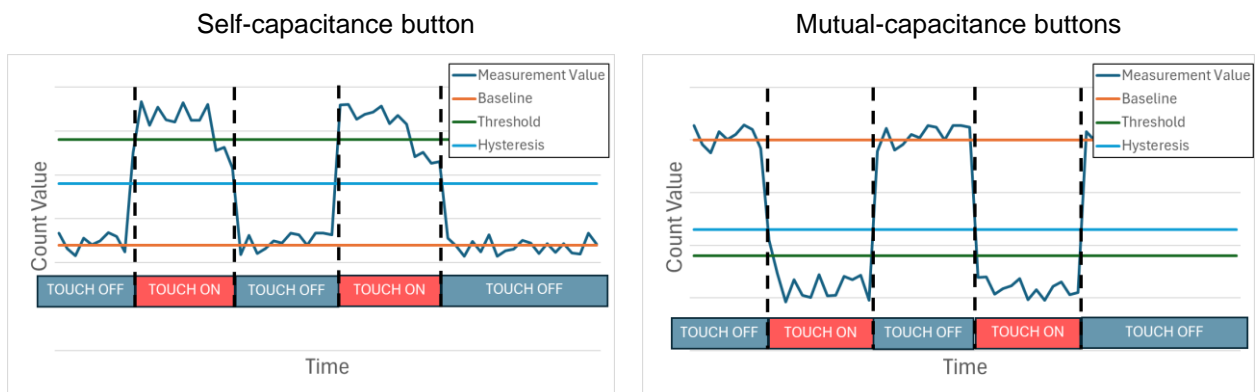 Self-capacitance button
Measurement Value
Baseline
Threshold
Hysteresis
Count Value
TOUCH OFF
TOUCH ON
TOUCH OFF
TOUCH ON
TOUCH OFF
Time
Mutual-capacitance buttons
Measurement Value
Baseline
Threshold
Hysteresis
Count Value
TOUCH OFF
TOUCH ON
TOUCH OFF
TOUCH ON
TOUCH OFF
Time